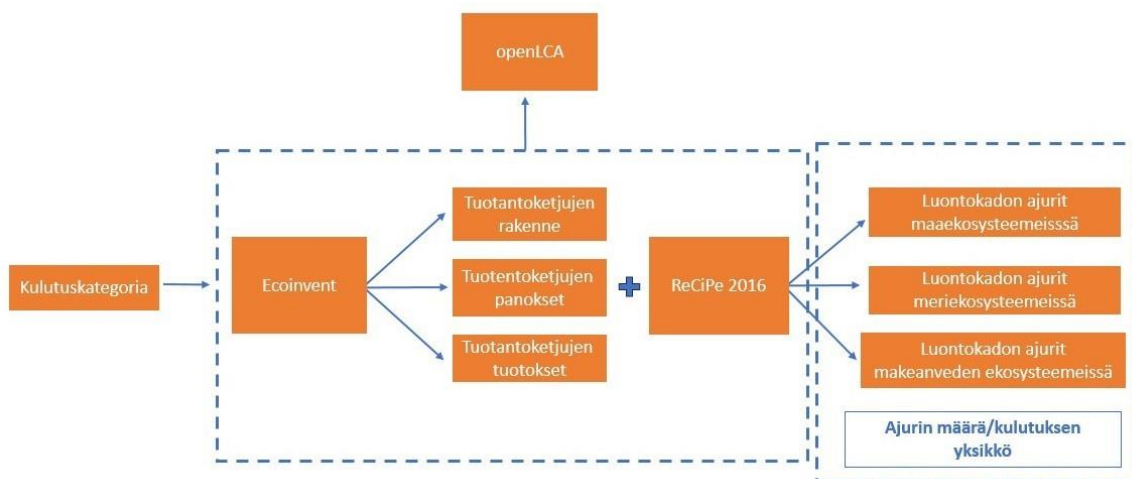 openLCA
Kulutuskategoria
Ecoinvent
Tuotantoketjujen
rakenne
Tuotentoketjujen
panokset
Tuotantoketjujen
tuotokset
ReCiPe 2016
Luontokadon ajurit
maaekosysteemeisssä
Luontokadon ajurit
meriekosysteemeissä
Luontokadon ajurit
makeanveden ekosysteemeissä
Ajurin määrä/kulutuksen
yksikkö